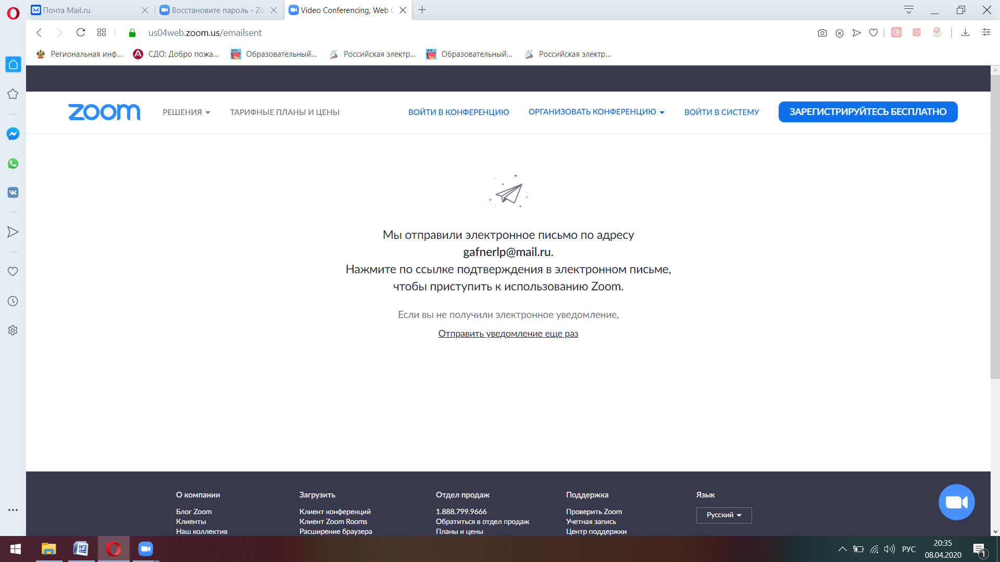 Почта Mail.ru
Восстановите пароль - Zo
Video Conferencing, Web C
us04web.zoom.us/emailsent
Региональная инф...
СДО: Добро пожа...
Образовательный...
Российская электр...
Образовательный...
Российская электр...
zoom
РЕШЕНИЯ
ТАРИФНЫЕ ПЛАНЫ И ЦЕНЫ
ВОЙТИ В КОНФЕРЕНЦИЮ
ОРГАНИЗОВАТЬ КОНФЕРЕНЦИЮ
ВОЙТИ В СИСТЕМУ
ЗАРЕГИСТРИРУЙТЕСЬ БЕСПЛАТНО
Мы отправили электронное письмо по адресу
gafnerlp@mail.ru.
Нажмите по ссылке подтверждения в электронном письме,
чтобы приступить к использованию Zoom.
Если вы не получили электронное уведомление,
Отправить уведомление еще раз
О компании
Блог Zoom
Клиенты
Наш коллектив
Загрузить
Клиент конференций
Клиент Zoom Rooms
Расширение браузера
Отдел продаж
1.888.799.9666
Обратиться в отдел продаж
Планы и цены
Поддержка
Проверить Zoom
Учетная запись
Центр поддержки
Язык
Русский
РУС
20:35
08.04.2020
1